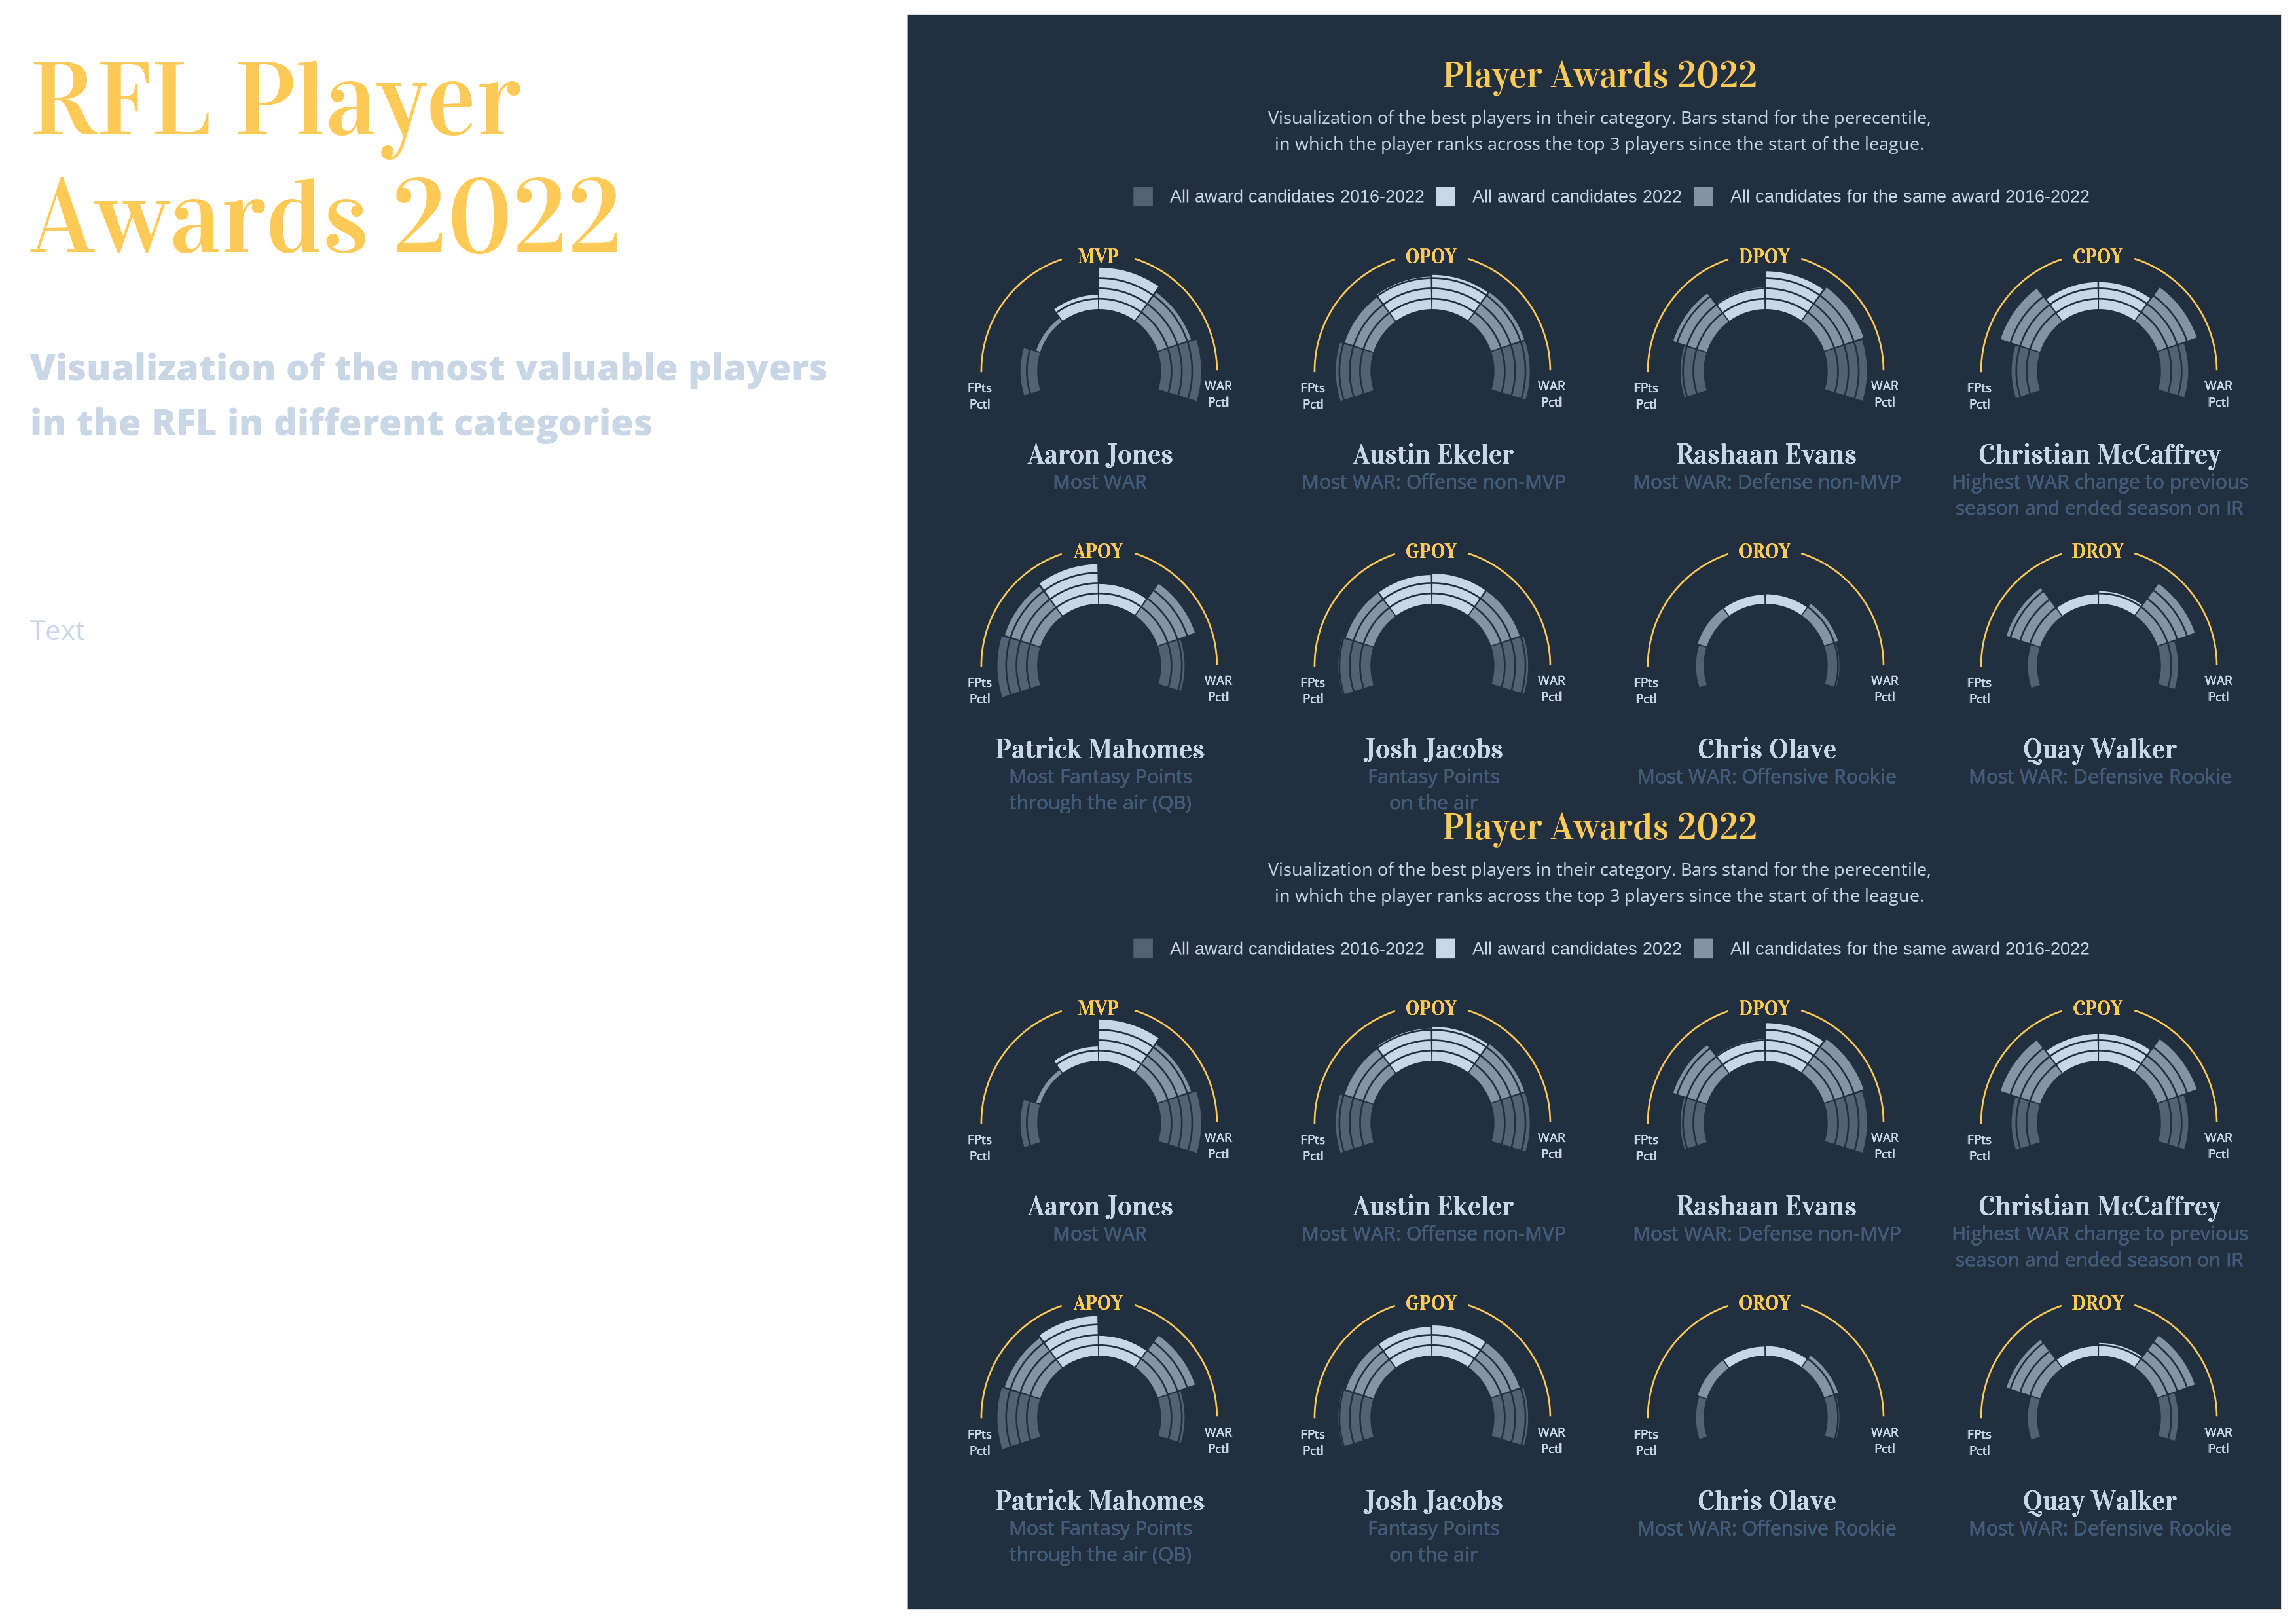 RFL Player
Awards 2022
Visualization of the most valuable players
in the RFL in different categories
Text
Player Awards 2022
Visualization of the best players in their category. Bars stand for the perecentile,
in which the player ranks across the top 3 players since the start of the league.
All award candidates 2016-2022 All award candidates 2022 All candidates for the same award 2016-2022
MVP OPOY DPOY CPOY
FPts WAR FPts WAR FPts WAR FPts WAR
Pctl Pctl Pctl Pctl Pctl Pctl Pctl Pctl
Aaron Jones Austin Ekeler Rashaan Evans Christian McCaffrey
Most WAR Most WAR: Offense non-MVP Most WAR: Defense non-MVP Highest WAR change to previous
season and ended season on IR
APOY GPOY OROY DROY
FPts WAR FPts WAR FPts WAR FPts WAR
Pctl Pctl Pctl Pctl Pctl Pctl Pctl Pctl
Patrick Mahomes Josh Jacobs Chris Olave Quay Walker
Most Fantasy Points Fantasy Points Most WAR: Offensive Rookie Most WAR: Defensive Rookie
through the air (QB) on the air
Player Awards 2022
Visualization of the best players in their category. Bars stand for the perecentile,
in which the player ranks across the top 3 players since the start of the league.
All award candidates 2016-2022 All award candidates 2022 All candidates for the same award 2016-2022
MVP OPOY DPOY CPOY
FPts WAR FPts WAR FPts WAR FPts WAR
Pctl Pctl Pctl Pctl Pctl Pctl Pctl Pctl
Aaron Jones Austin Ekeler Rashaan Evans Christian McCaffrey
Most WAR Most WAR: Offense non-MVP Most WAR: Defense non-MVP Highest WAR change to previous
season and ended season on IR
APOY GPOY OROY DROY
FPts WAR FPts WAR FPts WAR FPts WAR
Pctl Pctl Pctl Pctl Pctl Pctl Pctl Pctl
Patrick Mahomes Josh Jacobs Chris Olave Quay Walker
Most Fantasy Points Fantasy Points Most WAR: Offensive Rookie Most WAR: Defensive Rookie
through the air (QB) on the air